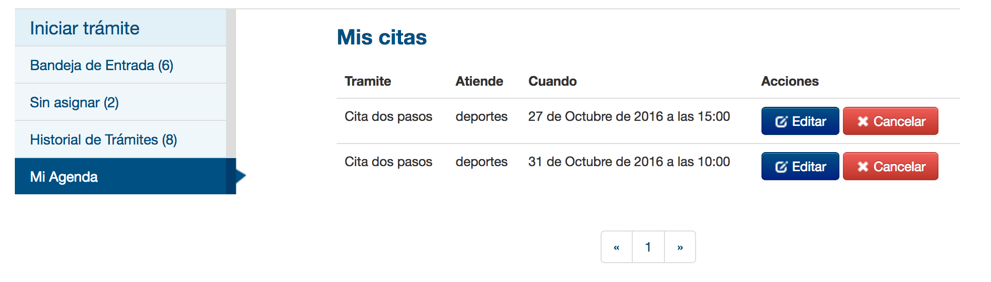 Iniciar trámite
Bandeja de Entrada (6)
Sin asignar (2)
Historial de Trámites (8)
Mi Agenda
Mis citas
Tramite Atiende Cuando Acciones
Cita dos pasos deportes 27 de Octubre de 2016 a las 15:00 Editar Cancelar
Cita dos pasos deportes 31 de Octubre de 2016 a las 10:00 Editar Cancelar
« 1 »